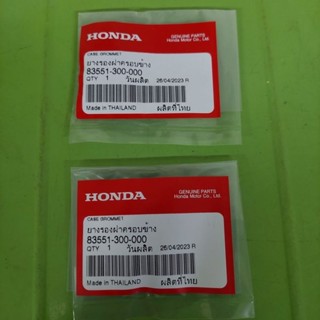 HONDA
GENUINE PARTS
Honda Motor Co., Ltd.
CASE GROMMET
ยางรองฝาครอบข้าง
83551-300-000
QTY 1 วันผลิต 26/04/2023 R
Made in THAILAND ผลิตที่ไทย
HONDA
GENUINE PARTS
Honda Motor Co., Ltd.
CASE GROMMET
ยางรองฝาครอบข้าง
83551-300-000
QTY 1 วันผลิต 26/04/2023 R
Made in THAILAND ผลิตที่ไทย